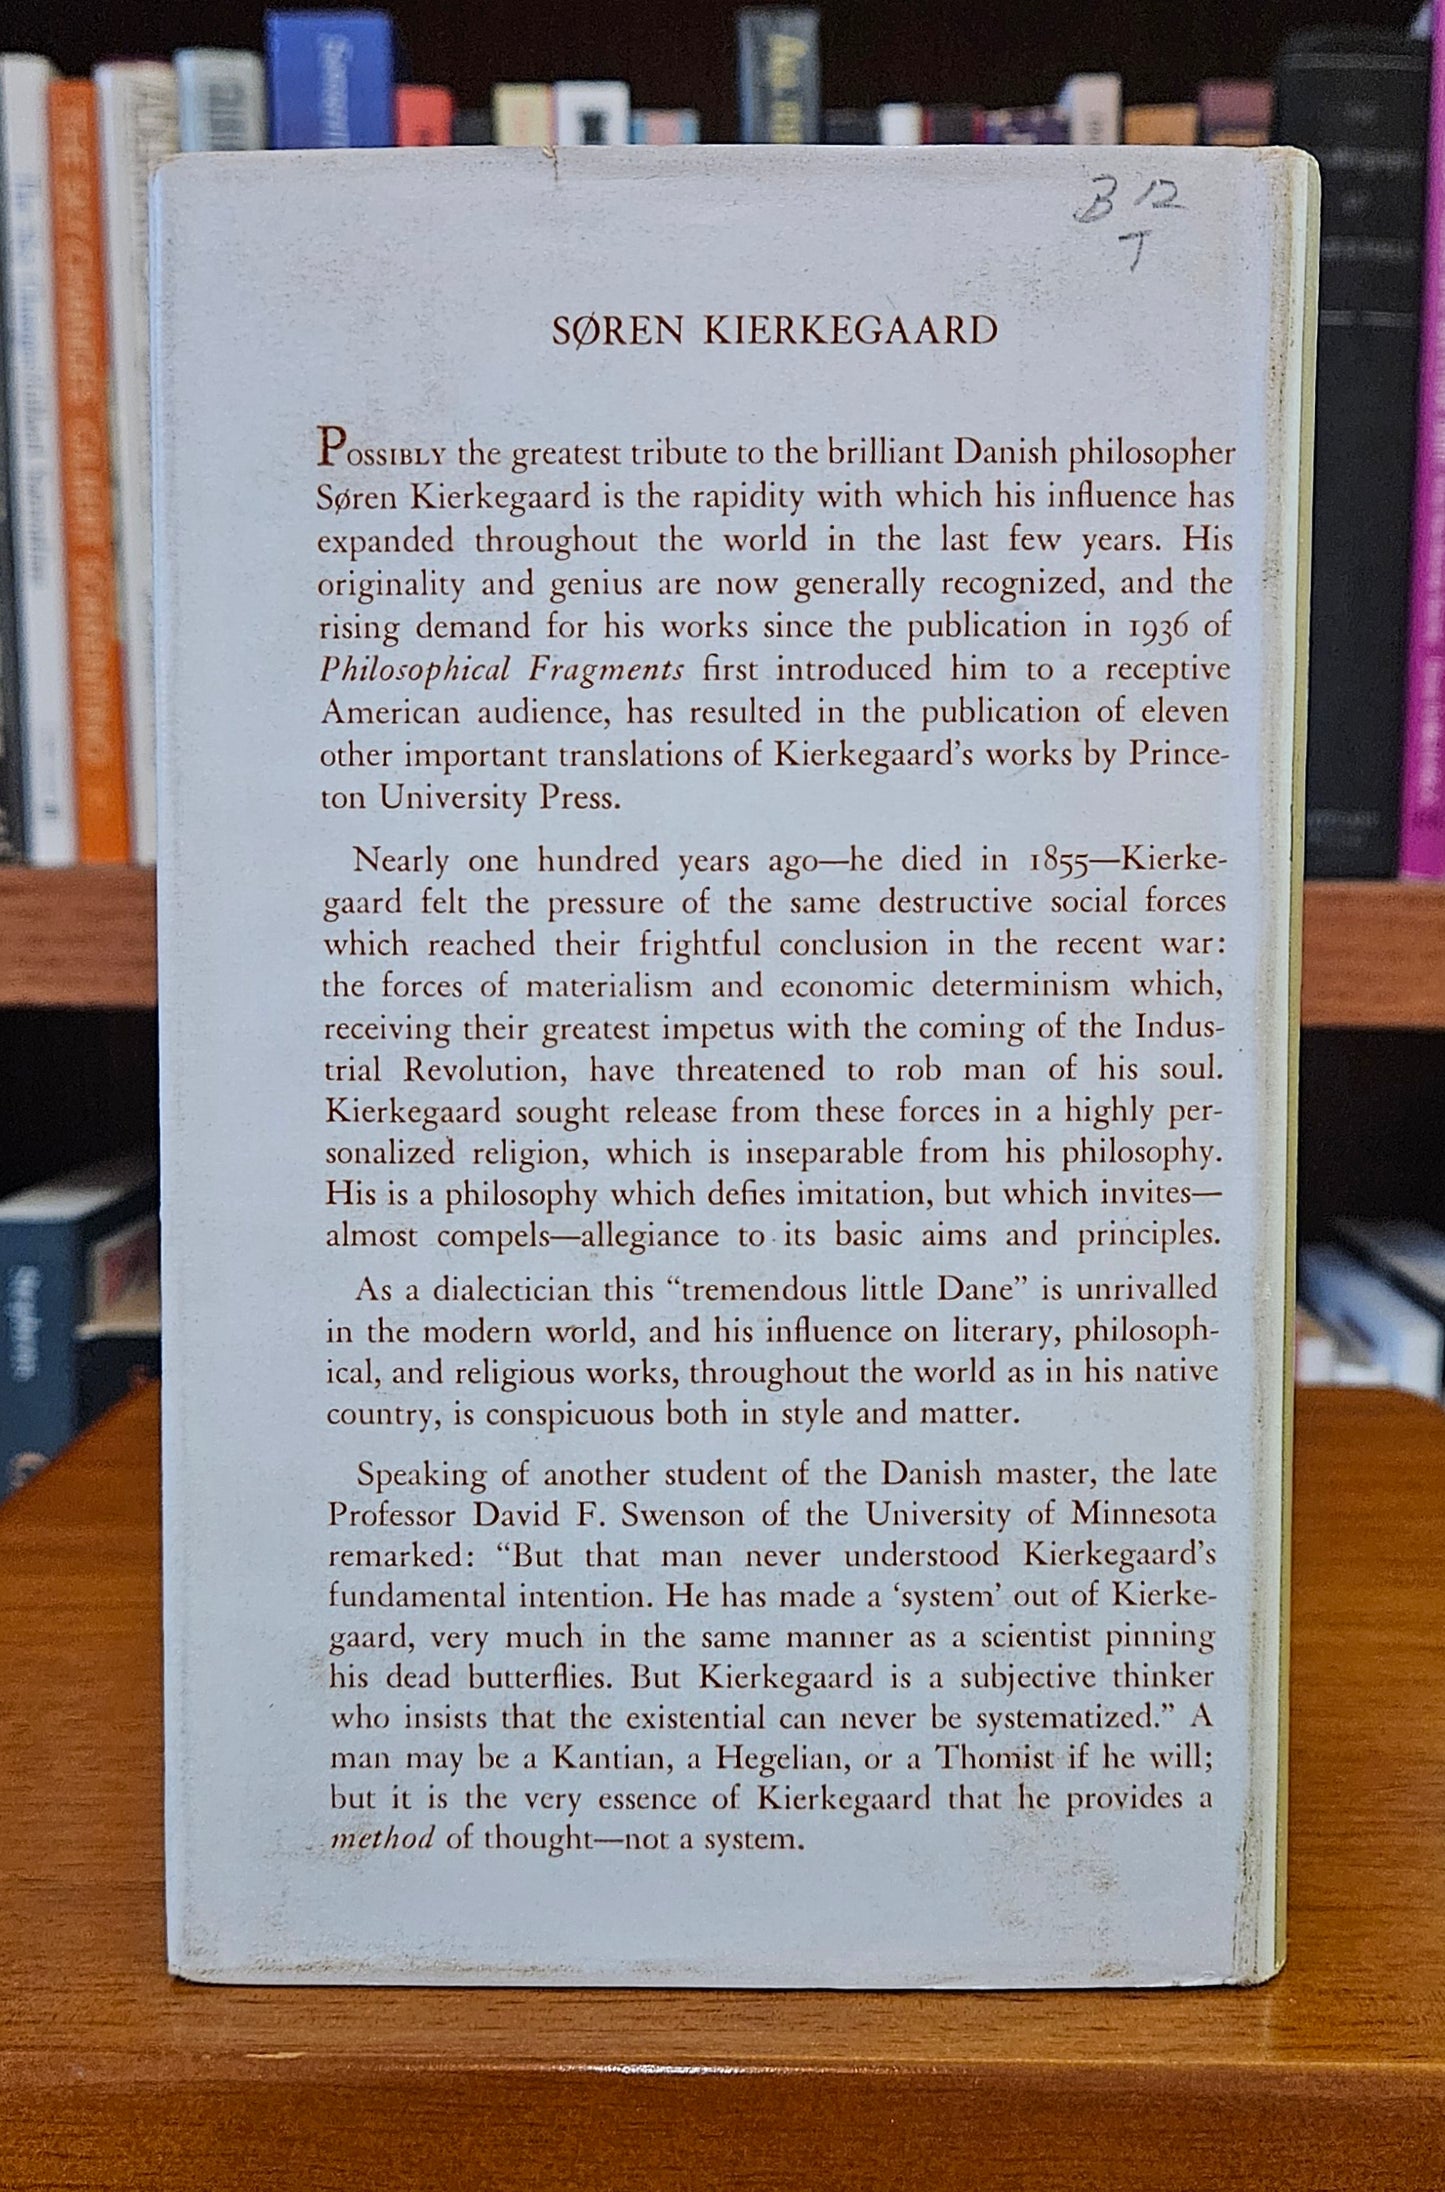 B 12
T
SØREN KIERKEGAARD
POSSIBLY the greatest tribute to the brilliant Danish philosopher
Søren Kierkegaard is the rapidity with which his influence has
expanded throughout the world in the last few years. His
originality and genius are now generally recognized, and the
rising demand for his works since the publication in 1936 of
Philosophical Fragments first introduced him to a receptive
American audience, has resulted in the publication of eleven
other important translations of Kierkegaard's works by Prince-
ton University Press.
Nearly one hundred years ago—he died in 1855—Kierke-
gaard felt the pressure of the same destructive social forces
which reached their frightful conclusion in the recent war:
the forces of materialism and economic determinism which,
receiving their greatest impetus with the coming of the Indus-
trial Revolution, have threatened to rob man of his soul.
Kierkegaard sought release from these forces in a highly per-
sonalized religion, which is inseparable from his philosophy.
His is a philosophy which defies imitation, but which invites—
almost compels—allegiance to its basic aims and principles.
As a dialectician this “tremendous little Dane” is unrivalled
in the modern world, and his influence on literary, philosoph-
ical, and religious works, throughout the world as in his native
country, is conspicuous both in style and matter.
Speaking of another student of the Danish master, the late
Professor David F. Swenson of the University of Minnesota
remarked: “But that man never understood Kierkegaard's
fundamental intention. He has made a ‘system’ out of Kierke-
gaard, very much in the same manner as a scientist pinning
his dead butterflies. But Kierkegaard is a subjective thinker
who insists that the existential can never be systematized.” A
man may be a Kantian, a Hegelian, or a Thomist if he will;
but it is the very essence of Kierkegaard that he provides a
method of thought—not a system.